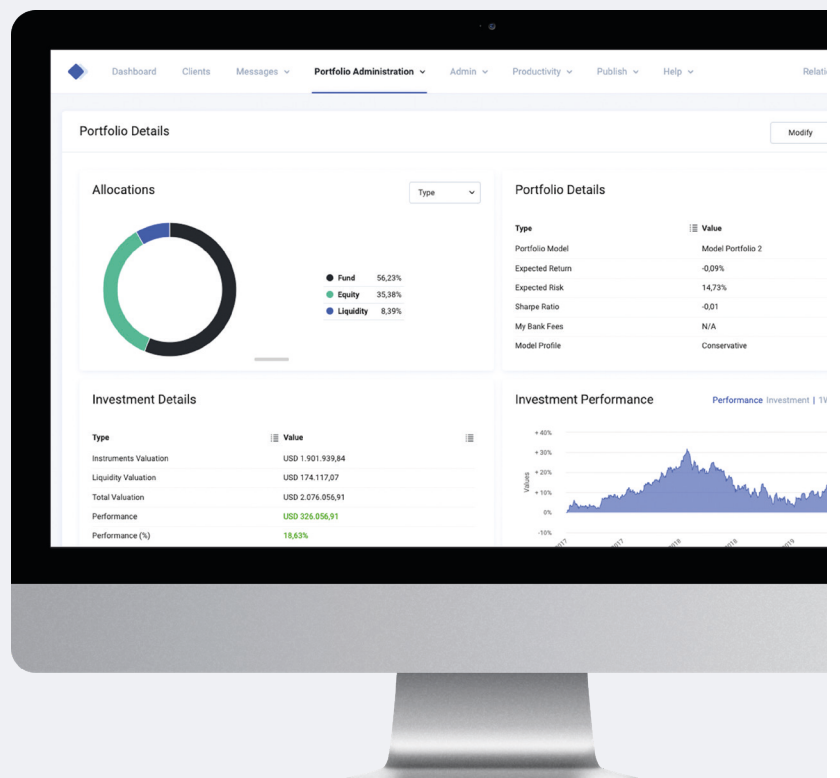 Dashboard Clients Messages Portfolio Administration Admin Productivity Publish Help
Portfolio Details
Modify
Allocations
Type
Fund 56,23%
Equity 35,38%
Liquidity 8,39%
Portfolio Details
Type Value
Portfolio Model Model Portfolio 2
Expected Return -0,09%
Expected Risk 14,73%
Sharpe Ratio -0,01
My Bank Fees N/A
Model Profile Conservative
Investment Details
Type Value
Instruments Valuation USD 1.901.939,84
Liquidity Valuation USD 174.117,07
Total Valuation USD 2.076.056,91
Performance USD 326.056,91
Performance (%) 18,63%
Investment Performance
Performance Investment |
Values
+ 40%
+ 30%
+ 20%
+ 10%
0%
-10%
2017
2018
2018
2019